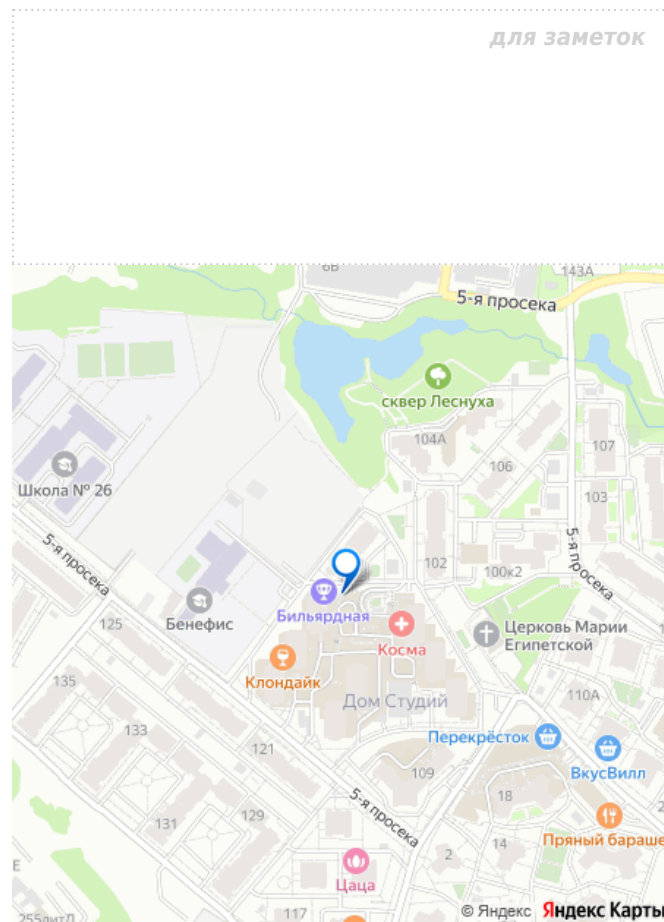 для заметок
6В
143А
5-я просека
сквер Леснуха
104А
107
106
103
Школа № 26
102
5-я просека
100к2
5-я просека
Бильярдная
Бенефис
125
Косма
Церковь Марии
Египетской
Клондайк
135
Дом Студий
110А
133
Перекрёсток
121
ВкусВилл
109
18
131
129
5-я просека
Пряный бараше
2
14
Е
Цаца
117
255литД
© Яндекс Яндекс Карты